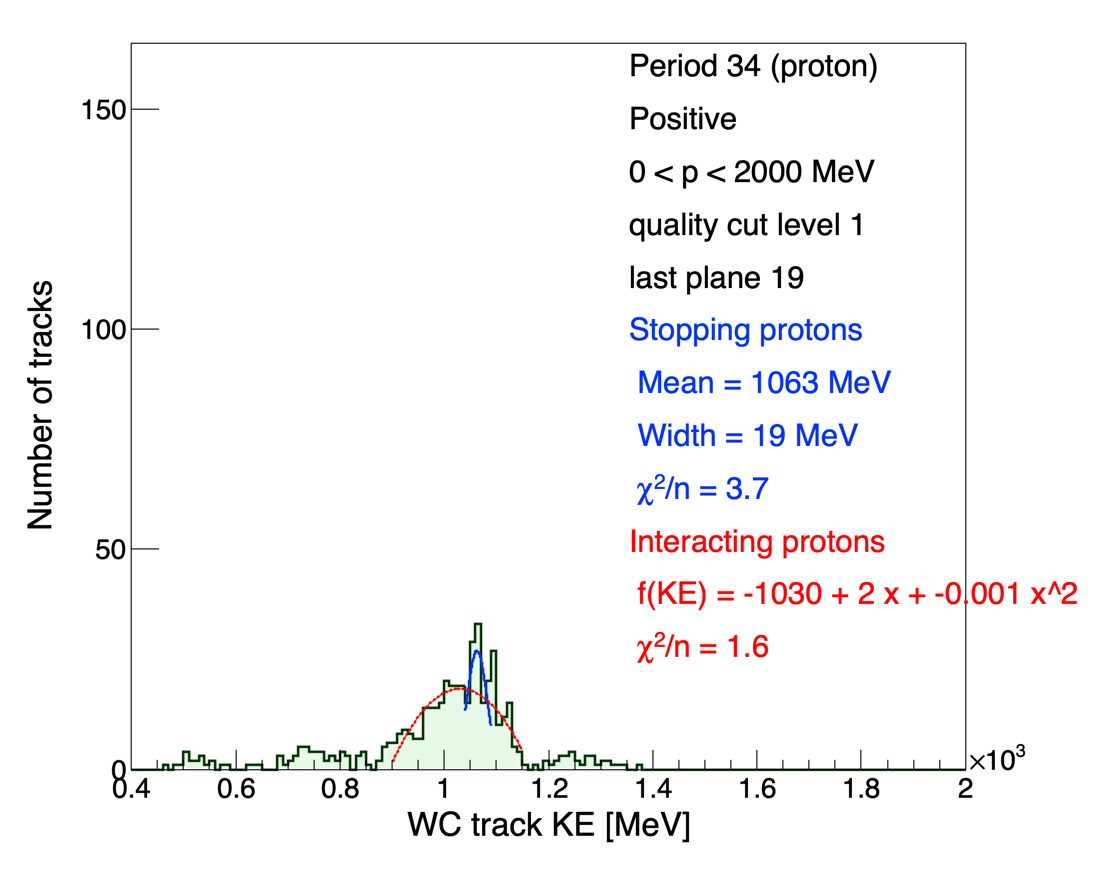 Period 34 (proton)
Positive
0 < p < 2000 MeV
quality cut level 1
last plane 19
Stopping protons
Mean = 1063 MeV
Width = 19 MeV
χ²/n = 3.7
Interacting protons
f(KE) = -1030 + 2 x + -0.001 x^2
χ²/n = 1.6
Number of tracks
150
100
50
0
0.4 0.6 0.8 1 1.2 1.4 1.6 1.8 2
×10³
WC track KE [MeV]